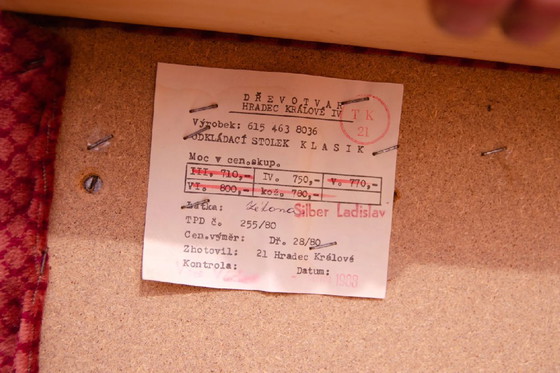 DŘEVOTVAR
HRADEC KRÁLOVÉ IV
T K
21
Výrobek: 615 463 8036
ODKLÁDACÍ STOLEK KLASIK
Moc v cen.skup.
III. 710,- IV. 750,- V. 770,-
VI. 800,- kož. 780,-
Látka: Silber Ladislav
TPD č. 255/80
Cen.výměr: Dř. 28/80
Zhotovil: 21 Hradec Králové
Kontrola: Datum: